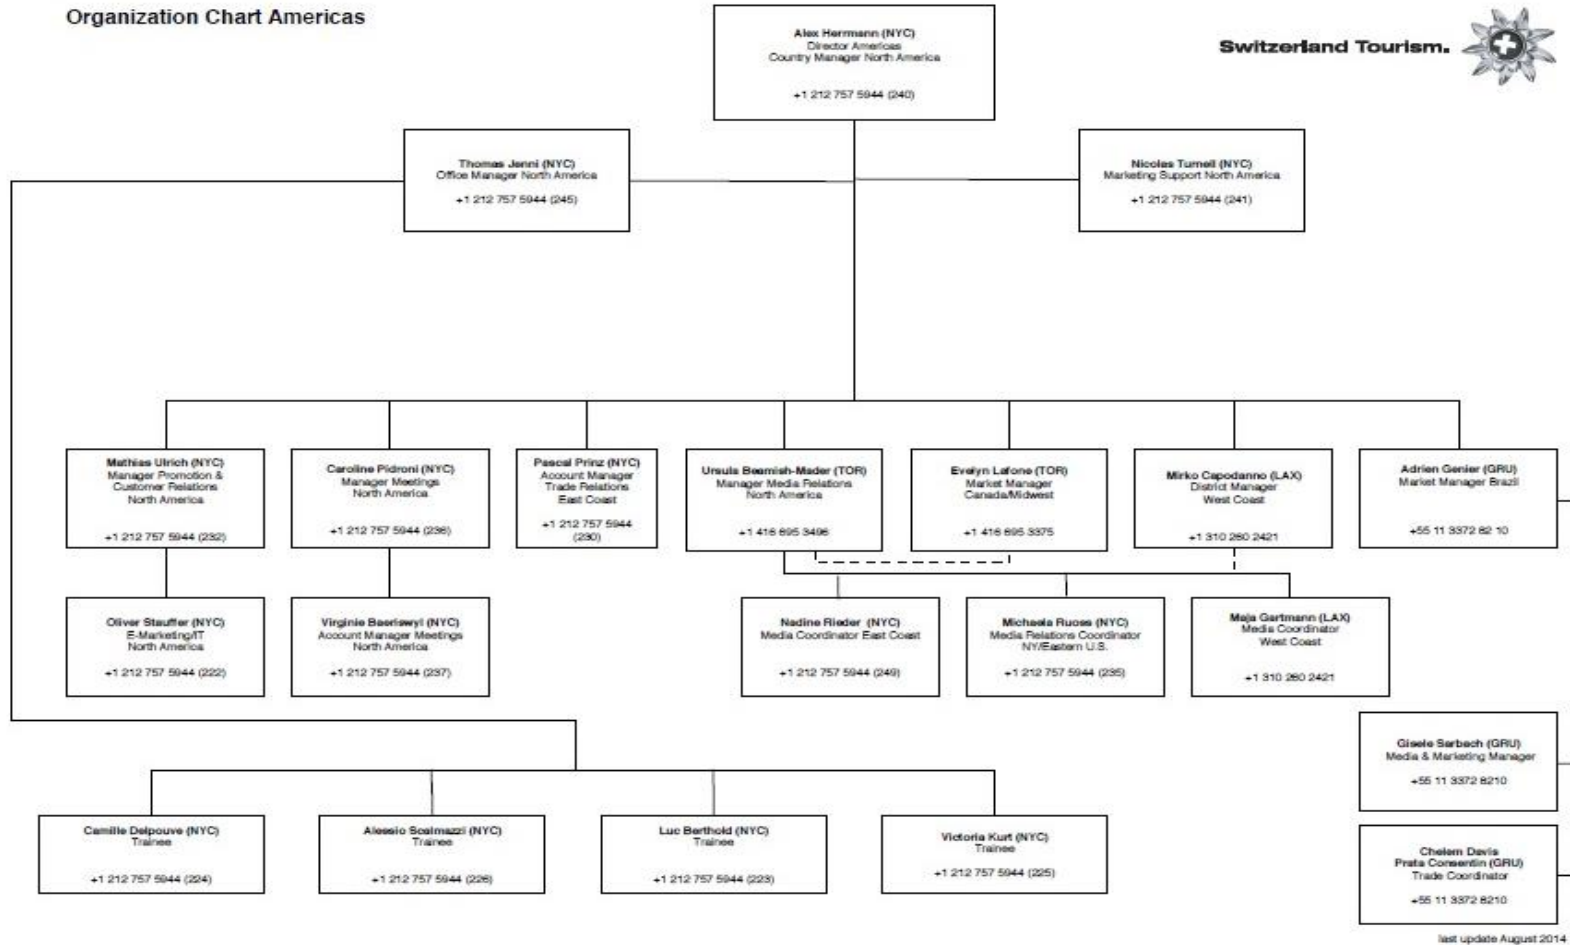 Organization Chart Americas
Switzerland Tourism.
Alex Herrmann (NYC)
Director Americas
Country Manager North America
+1 212 757 5944 (240)
Thomas Jenni (NYC)
Office Manager North America
+1 212 757 5944 (245)
Nicolas Turnell (NYC)
Marketing Support North America
+1 212 757 5944 (241)
Mathias Ulrich (NYC)
Manager Promotion &
Customer Relations
North America
+1 212 757 5944 (232)
Caroline Pidroni (NYC)
Manager Meetings
North America
+1 212 757 5944 (236)
Pascal Prinz (NYC)
Account Manager
Trade Relations
East Coast
+1 212 757 5944
(230)
Ursula Beamish-Mader (TOR)
Manager Media Relations
North America
+1 416 695 3496
Evelyn Lafone (TOR)
Market Manager
Canada/Midwest
+1 416 695 3375
Mirko Capodanno (LAX)
District Manager
West Coast
+1 310 260 2421
Adrien Genier (GRU)
Market Manager Brazil
+55 11 3372 82 10
Oliver Stauffer (NYC)
E-Marketing/IT
North America
+1 212 757 5944 (222)
Virginie Baeriswyl (NYC)
Account Manager Meetings
North America
+1 212 757 5944 (237)
Nadine Rieder (NYC)
Media Coordinator East Coast
+1 212 757 5944 (249)
Michaela Ruoss (NYC)
Media Relations Coordinator
NY/Eastern U.S.
+1 212 757 5944 (235)
Maja Gartmann (LAX)
Media Coordinator
West Coast
+1 310 260 2421
Gisele Sarbach (GRU)
Media & Marketing Manager
+55 11 3372 8210
Camille Delpouve (NYC)
Trainee
+1 212 757 5944 (224)
Alessio Scalmazzi (NYC)
Trainee
+1 212 757 5944 (226)
Luc Berthold (NYC)
Trainee
+1 212 757 5944 (223)
Victoria Kurt (NYC)
Trainee
+1 212 757 5944 (225)
Chelem Davis
Prata Consentin (GRU)
Trade Coordinator
+55 11 3372 8210
last update August 2014